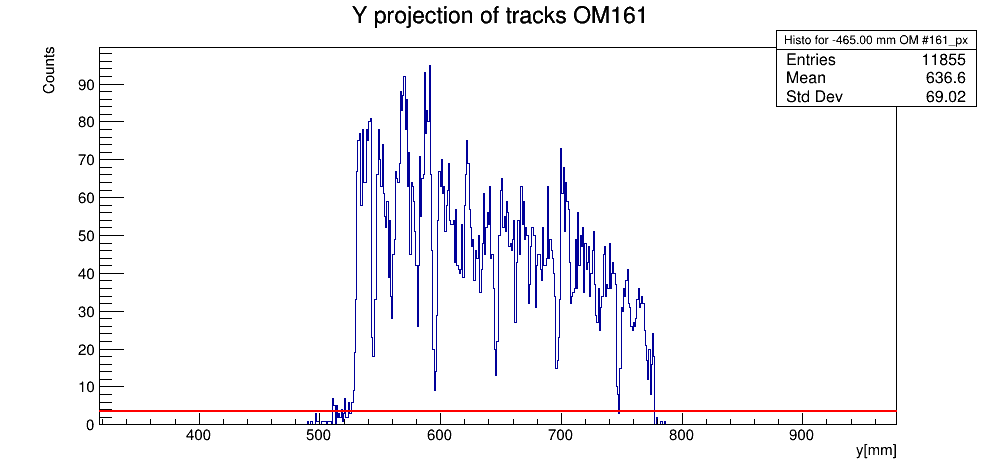 Y projection of tracks OM161
Histo for -465.00 mm OM #161_px
Entries 11855
Mean 636.6
Std Dev 69.02
Counts
90
80
70
60
50
40
30
20
10
0
400 500 600 700 800 900
y[mm]